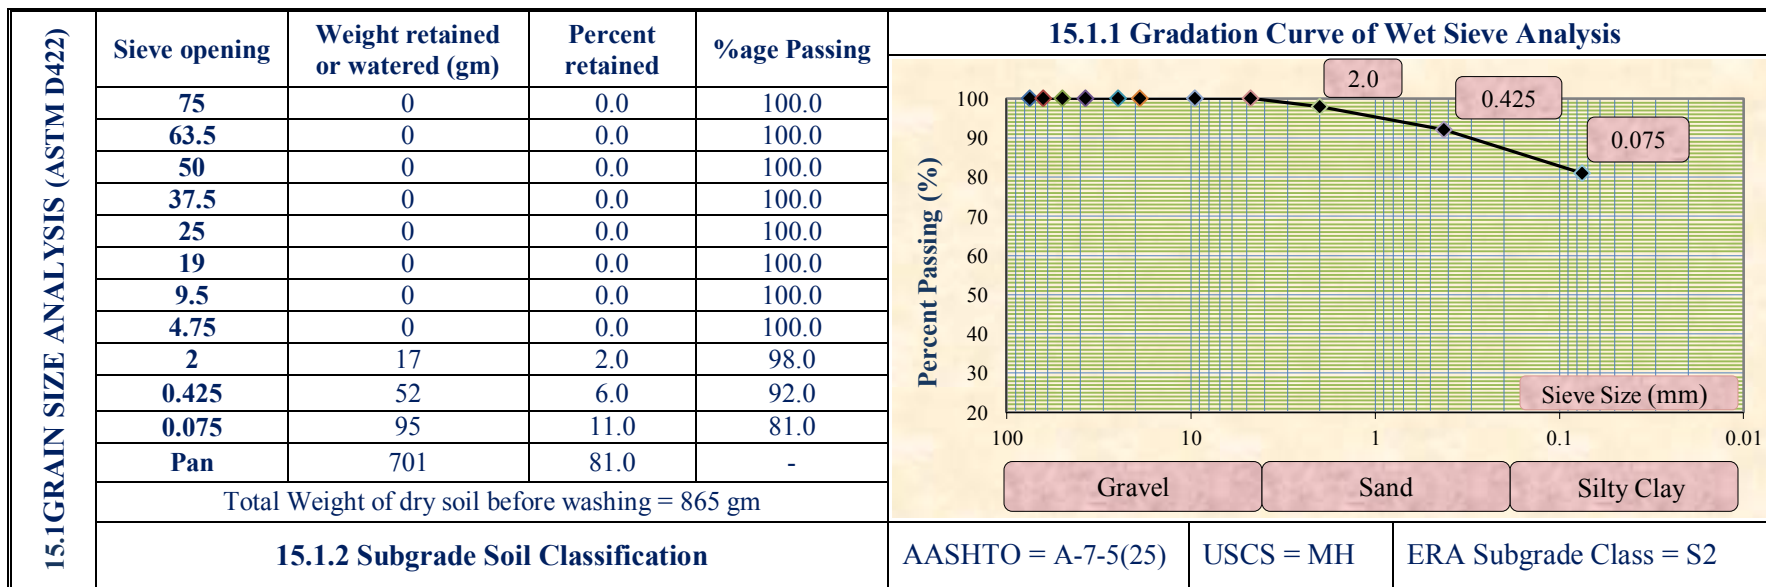 15.1GRAIN SIZE ANALYSIS (ASTM D422)
Sieve opening
Weight retained
or watered (gm)
Percent
retained
%age Passing
75 0 0.0 100.0
63.5 0 0.0 100.0
50 0 0.0 100.0
37.5 0 0.0 100.0
25 0 0.0 100.0
19 0 0.0 100.0
9.5 0 0.0 100.0
4.75 0 0.0 100.0
2 17 2.0 98.0
0.425 52 6.0 92.0
0.075 95 11.0 81.0
Pan 701 81.0 -
Total Weight of dry soil before washing = 865 gm
15.1.1 Gradation Curve of Wet Sieve Analysis
2.0
0.425
0.075
Percent Passing (%)
100
90
80
70
60
50
40
30
20
Sieve Size (mm)
100 10 1 0.1 0.01
Gravel Sand Silty Clay
15.1.2 Subgrade Soil Classification
AASHTO = A-7-5(25) USCS = MH ERA Subgrade Class = S2